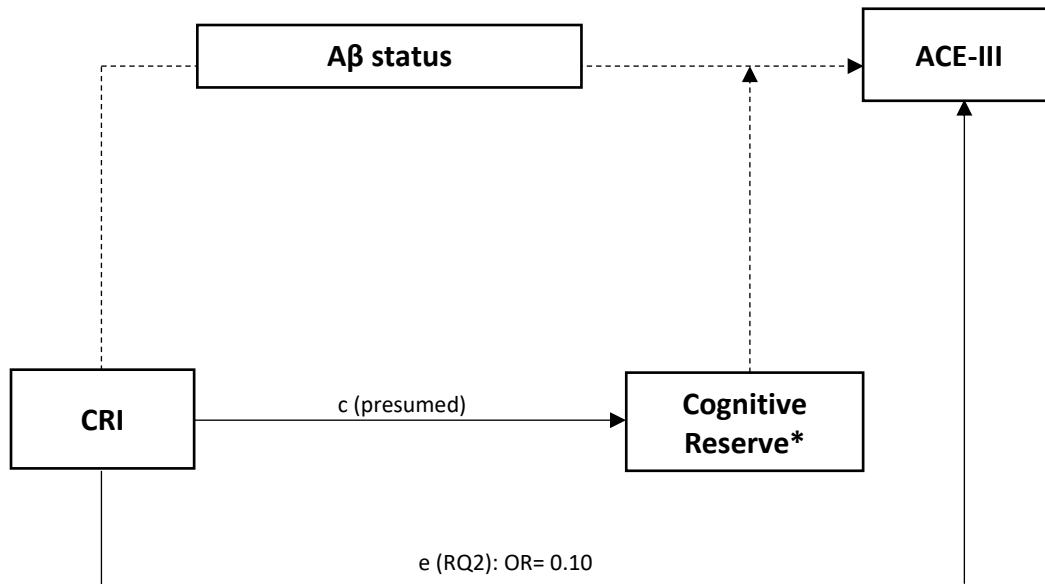 Aβ status
ACE-III
CRI
c (presumed)
Cognitive
Reserve*
e (RQ2): OR= 0.10